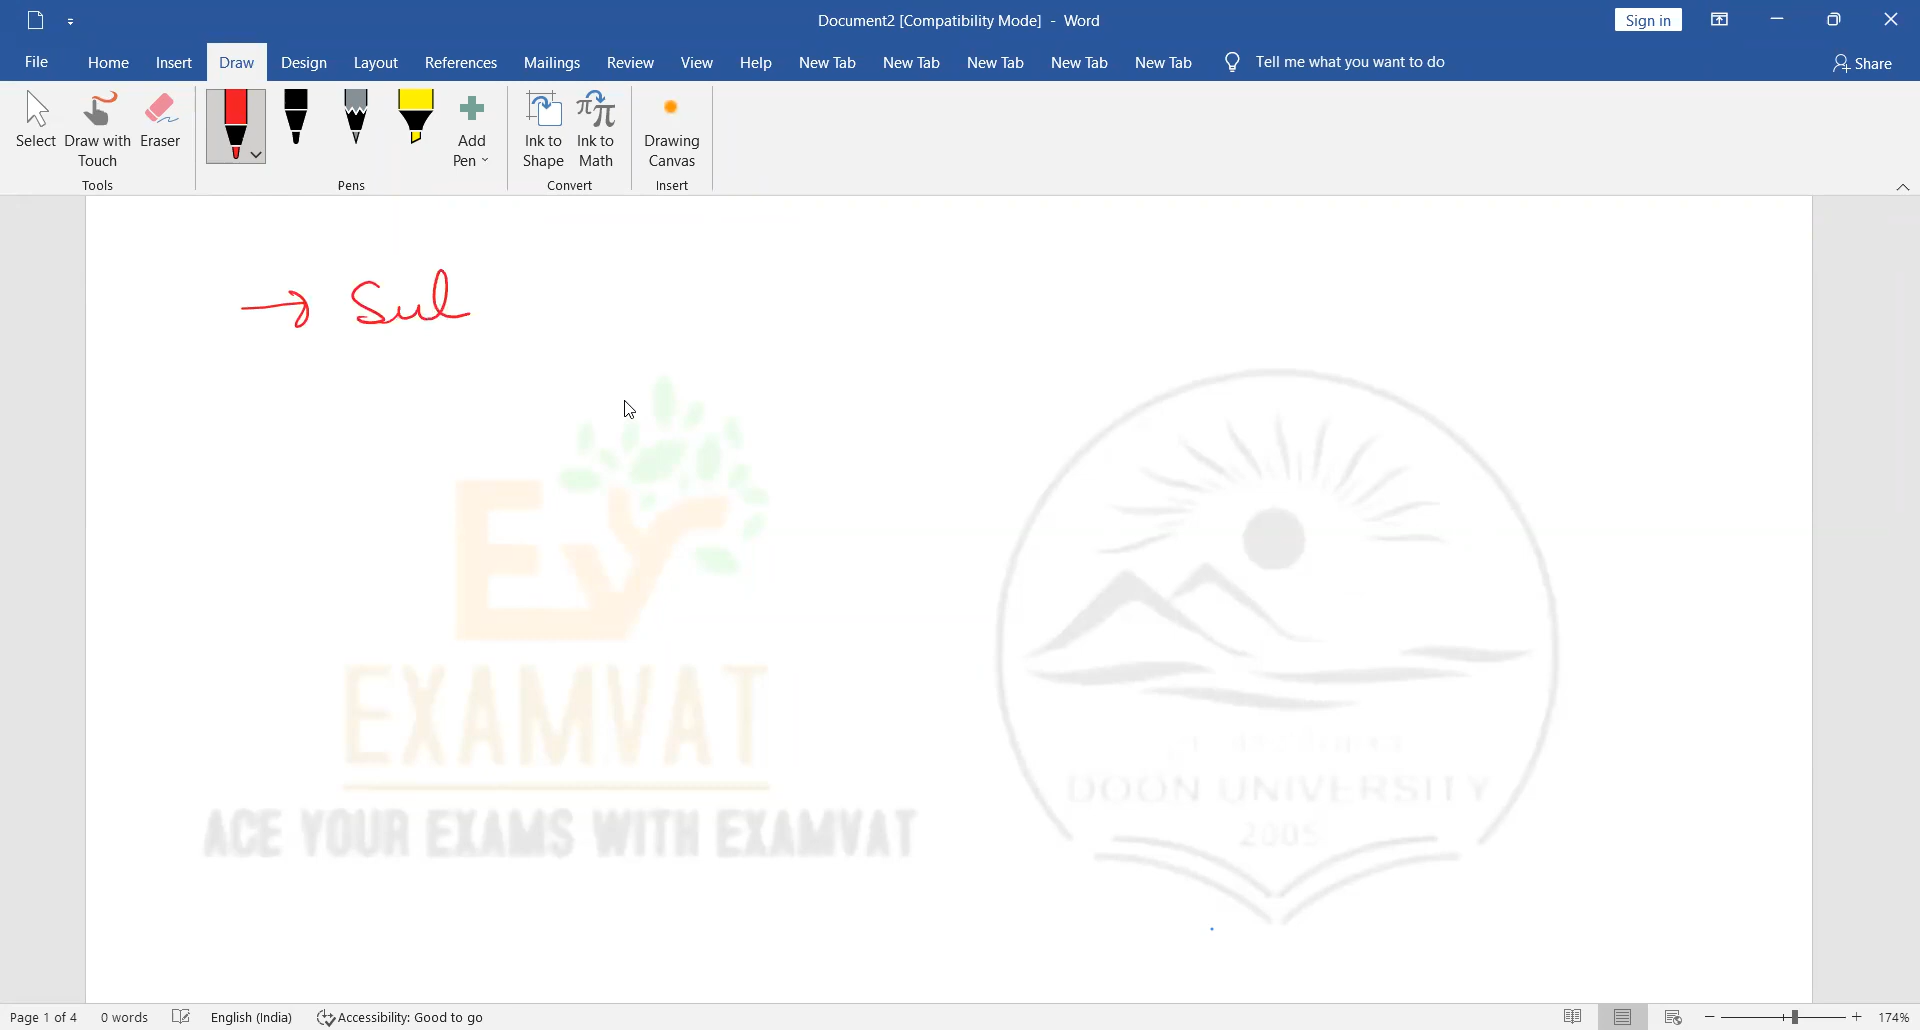 Document2 [Compatibility Mode] - Word
Sign in
File Home Insert Draw Design Layout References Mailings Review View Help New Tab New Tab New Tab New Tab New Tab Tell me what you want to do Share
Select
Draw with Touch
Eraser
Add Pen
Ink to Shape
Ink to Math
Drawing Canvas
Tools Pens Convert Insert
→ Sul
EV
EXAMVAT
ACE YOUR EXAMS WITH EXAMVAT
DOON UNIVERSITY
2005
Page 1 of 4 0 words English (India) Accessibility: Good to go 174%